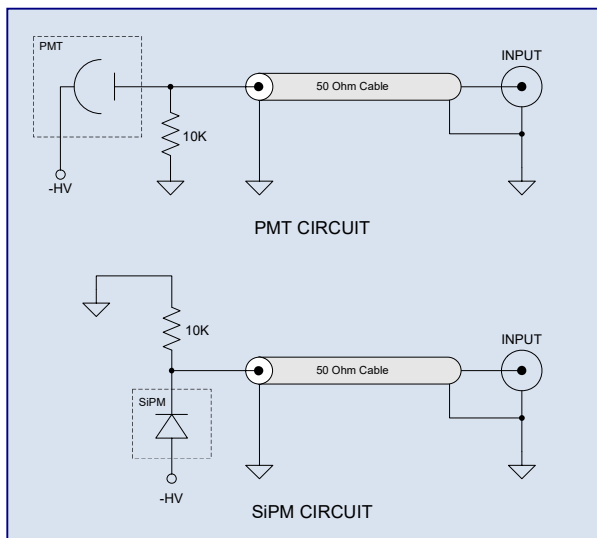 PMT
INPUT
50 Ohm Cable
10K
-HV
PMT CIRCUIT
10K
INPUT
50 Ohm Cable
SiPM
-HV
SiPM CIRCUIT